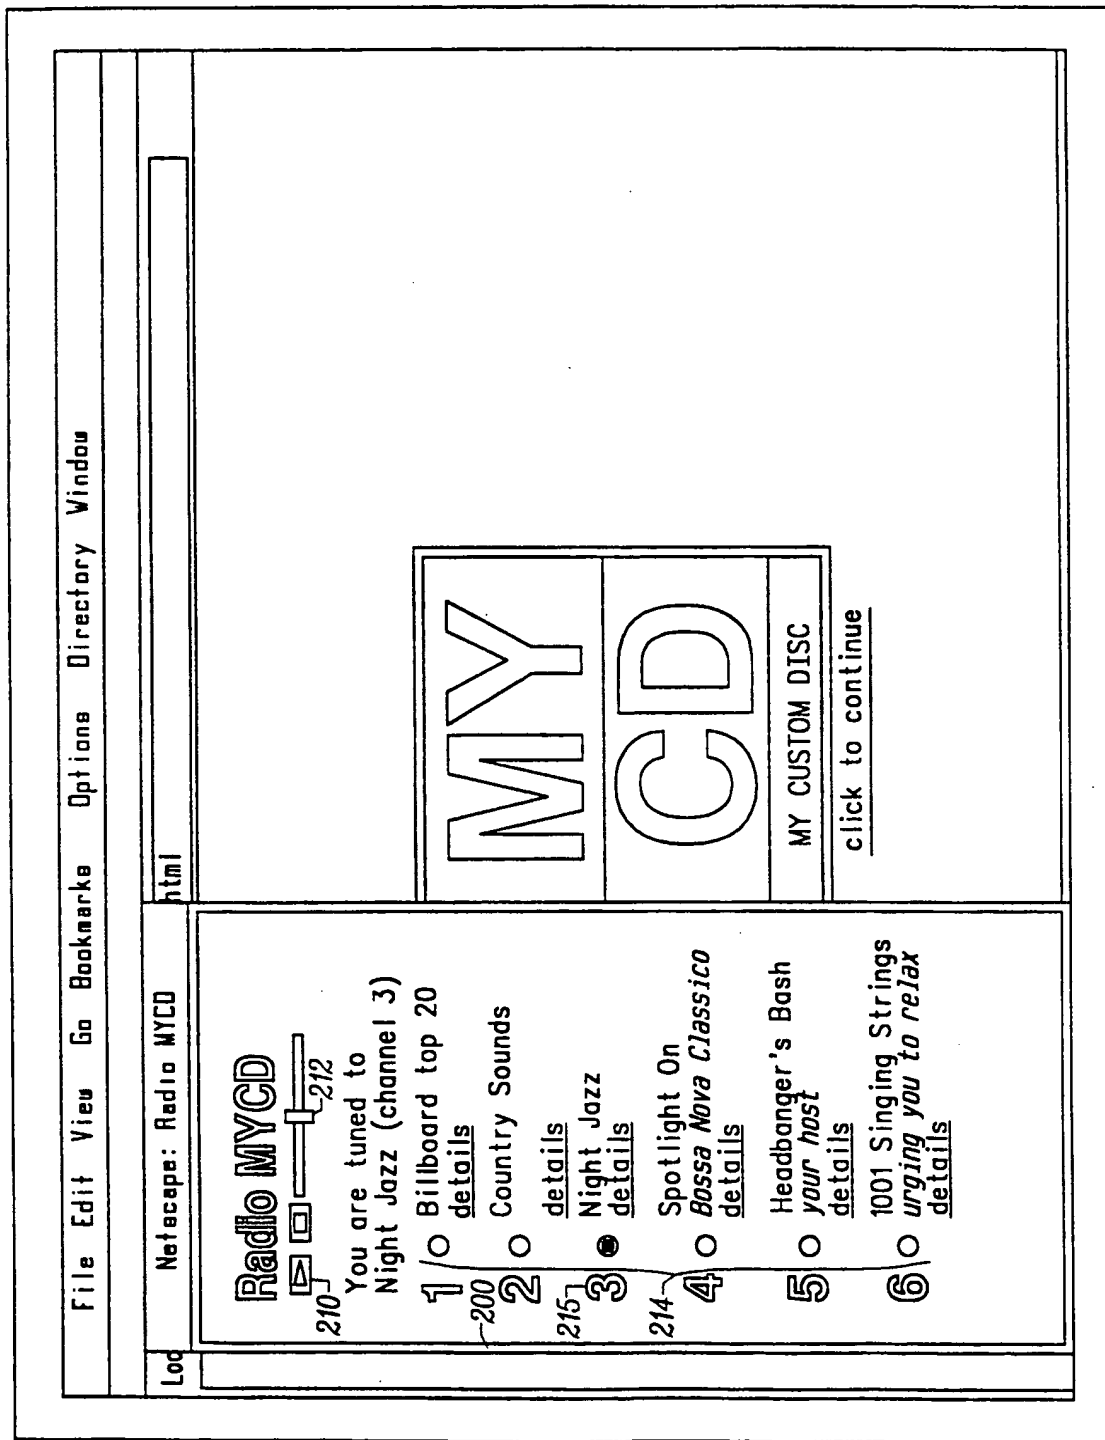 File Edit View Go Bookmarks Options Directory Window
Netscape: Radio MYCD
Loc
html
Radio MYCD
210
212
You are tuned to
Night Jazz (channel 3)
200
1 Billboard top 20
details
2 Country Sounds
details
215
3 Night Jazz
details
214
4 Spotlight On
Bossa Nova Classico
details
5 Headbanger's Bash
your host
details
6 1001 Singing Strings
urging you to relax
details
MY
CD
MY CUSTOM DISC
click to continue